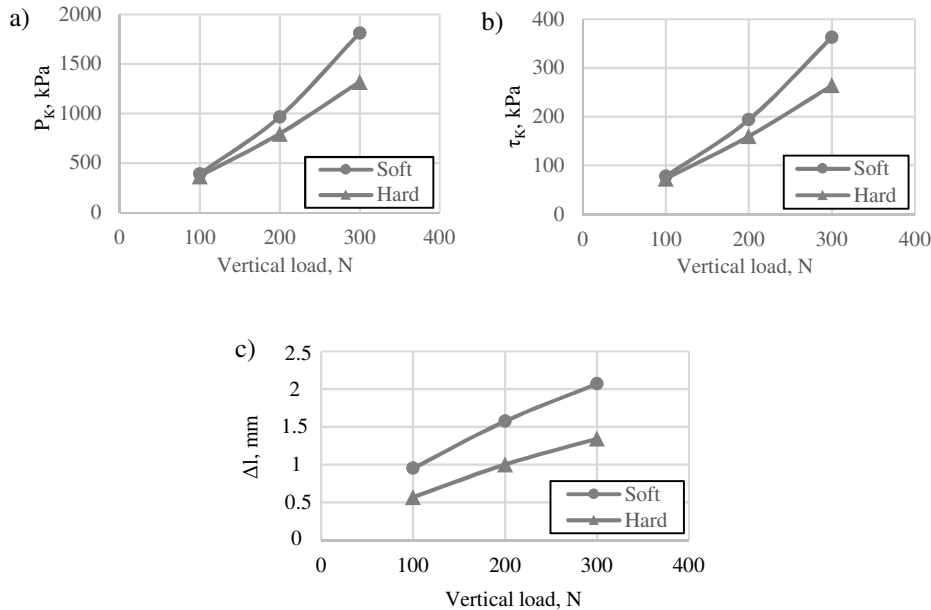 a)
2000
1500
1000
500
0
P_K, kPa
Soft
Hard
0 100 200 300 400
Vertical load, N
b)
400
300
200
100
0
τ_K, kPa
Soft
Hard
0 100 200 300 400
Vertical load, N
c)
2.5
2
1.5
1
0.5
0
Δl, mm
Soft
Hard
0 100 200 300 400
Vertical load, N